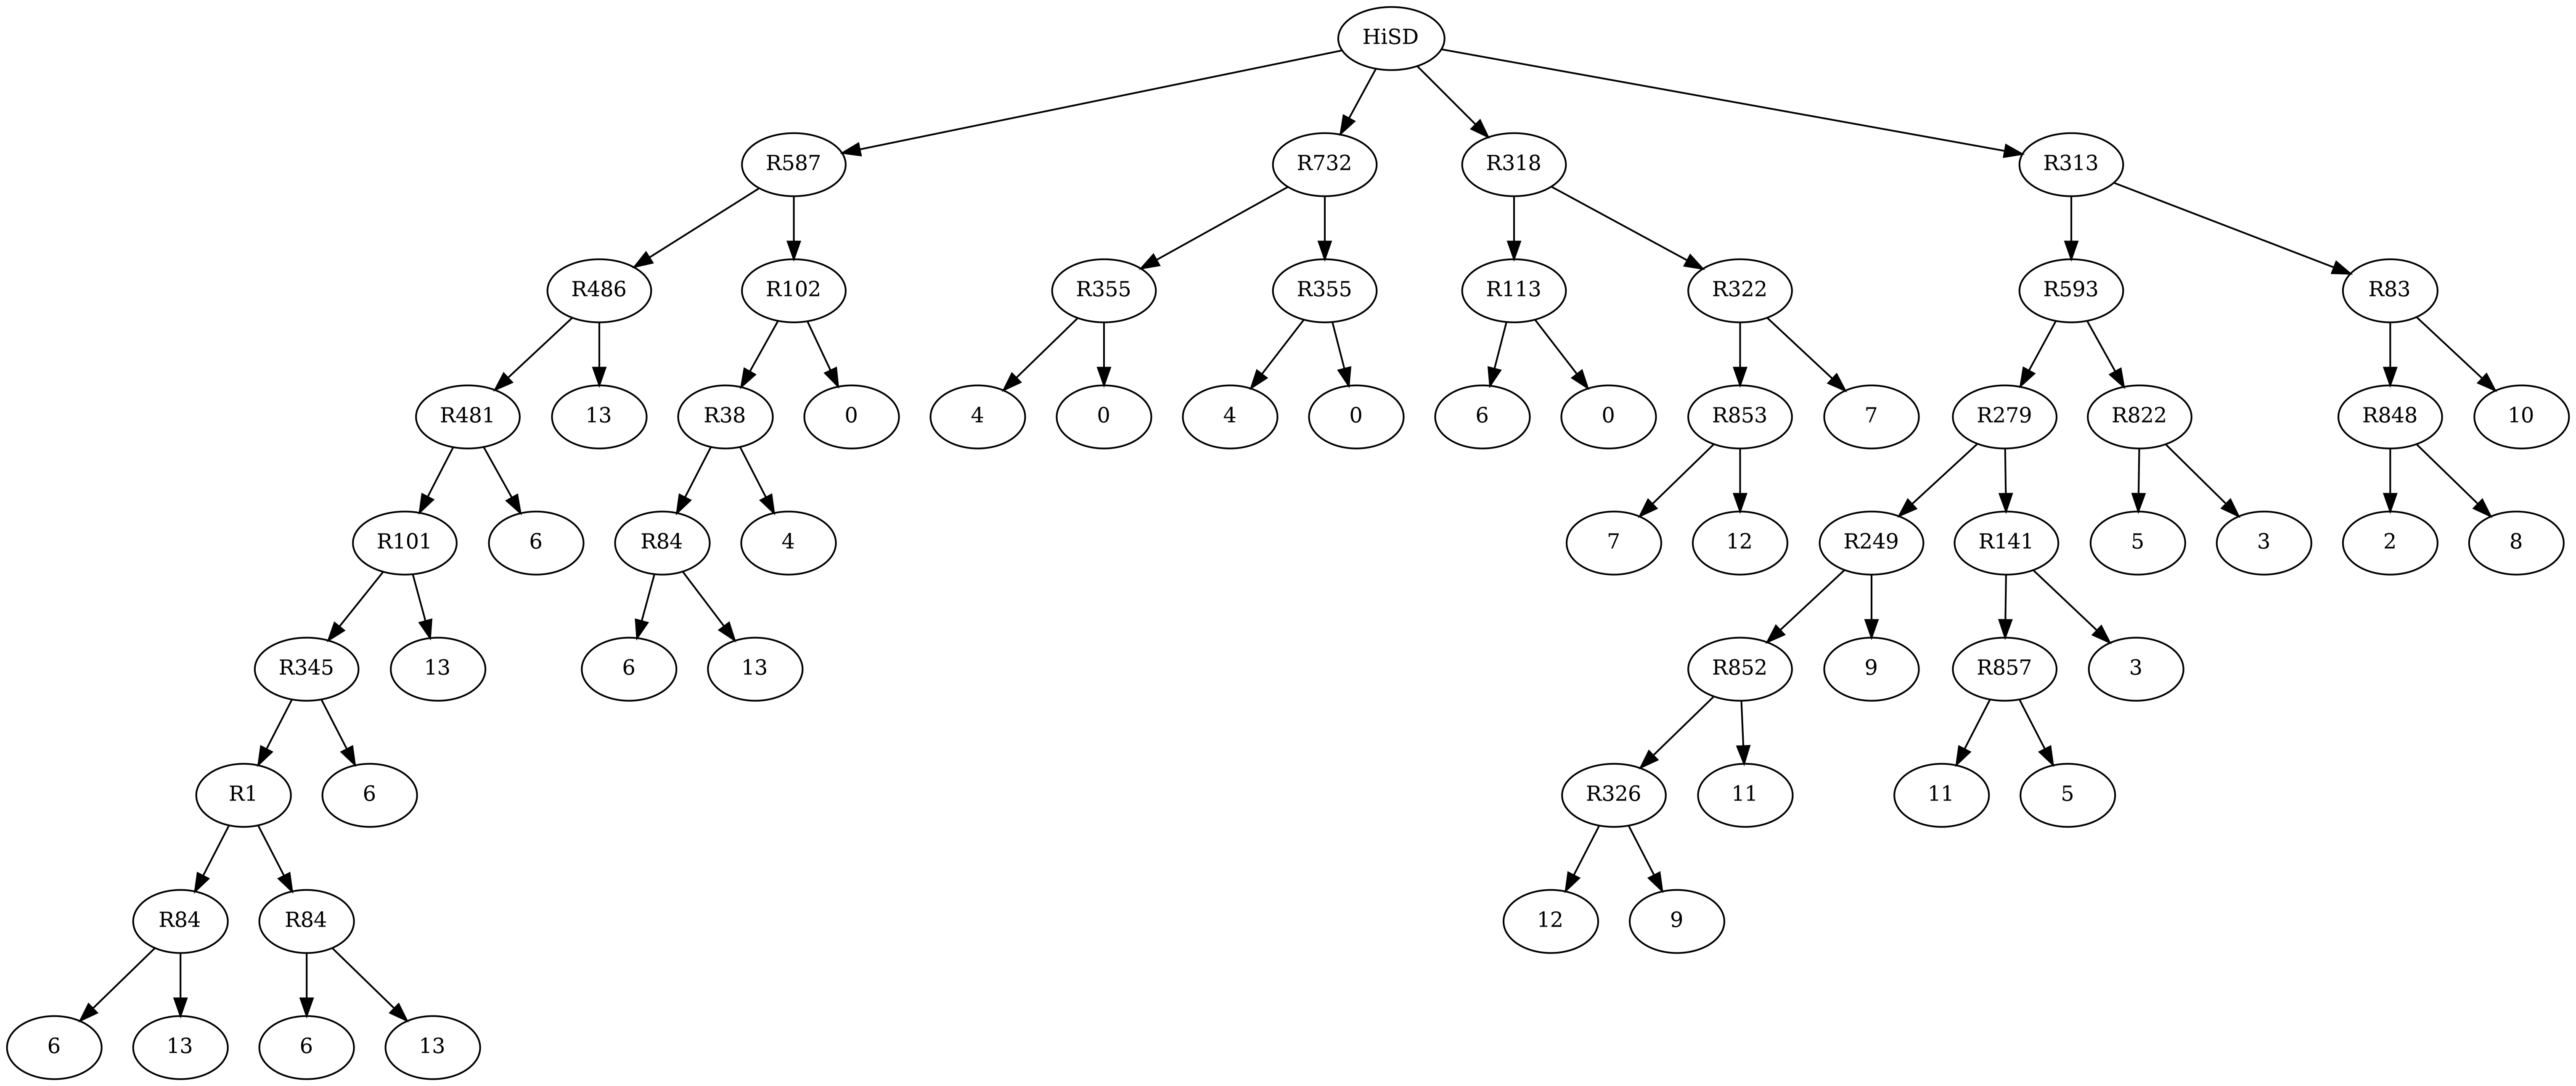 HiSD
R587 R732 R318 R313
R486 R102 R355 R355 R113 R322 R593 R83
R481 13 R38 0 4 0 4 0 6 0 R853 7 R279 R822 R848 10
R101 6 R84 4 7 12 R249 R141 5 3 2 8
R345 13 6 13 R852 9 R857 3
R1 6 R326 11 11 5
R84 R84 12 9
6 13 6 13